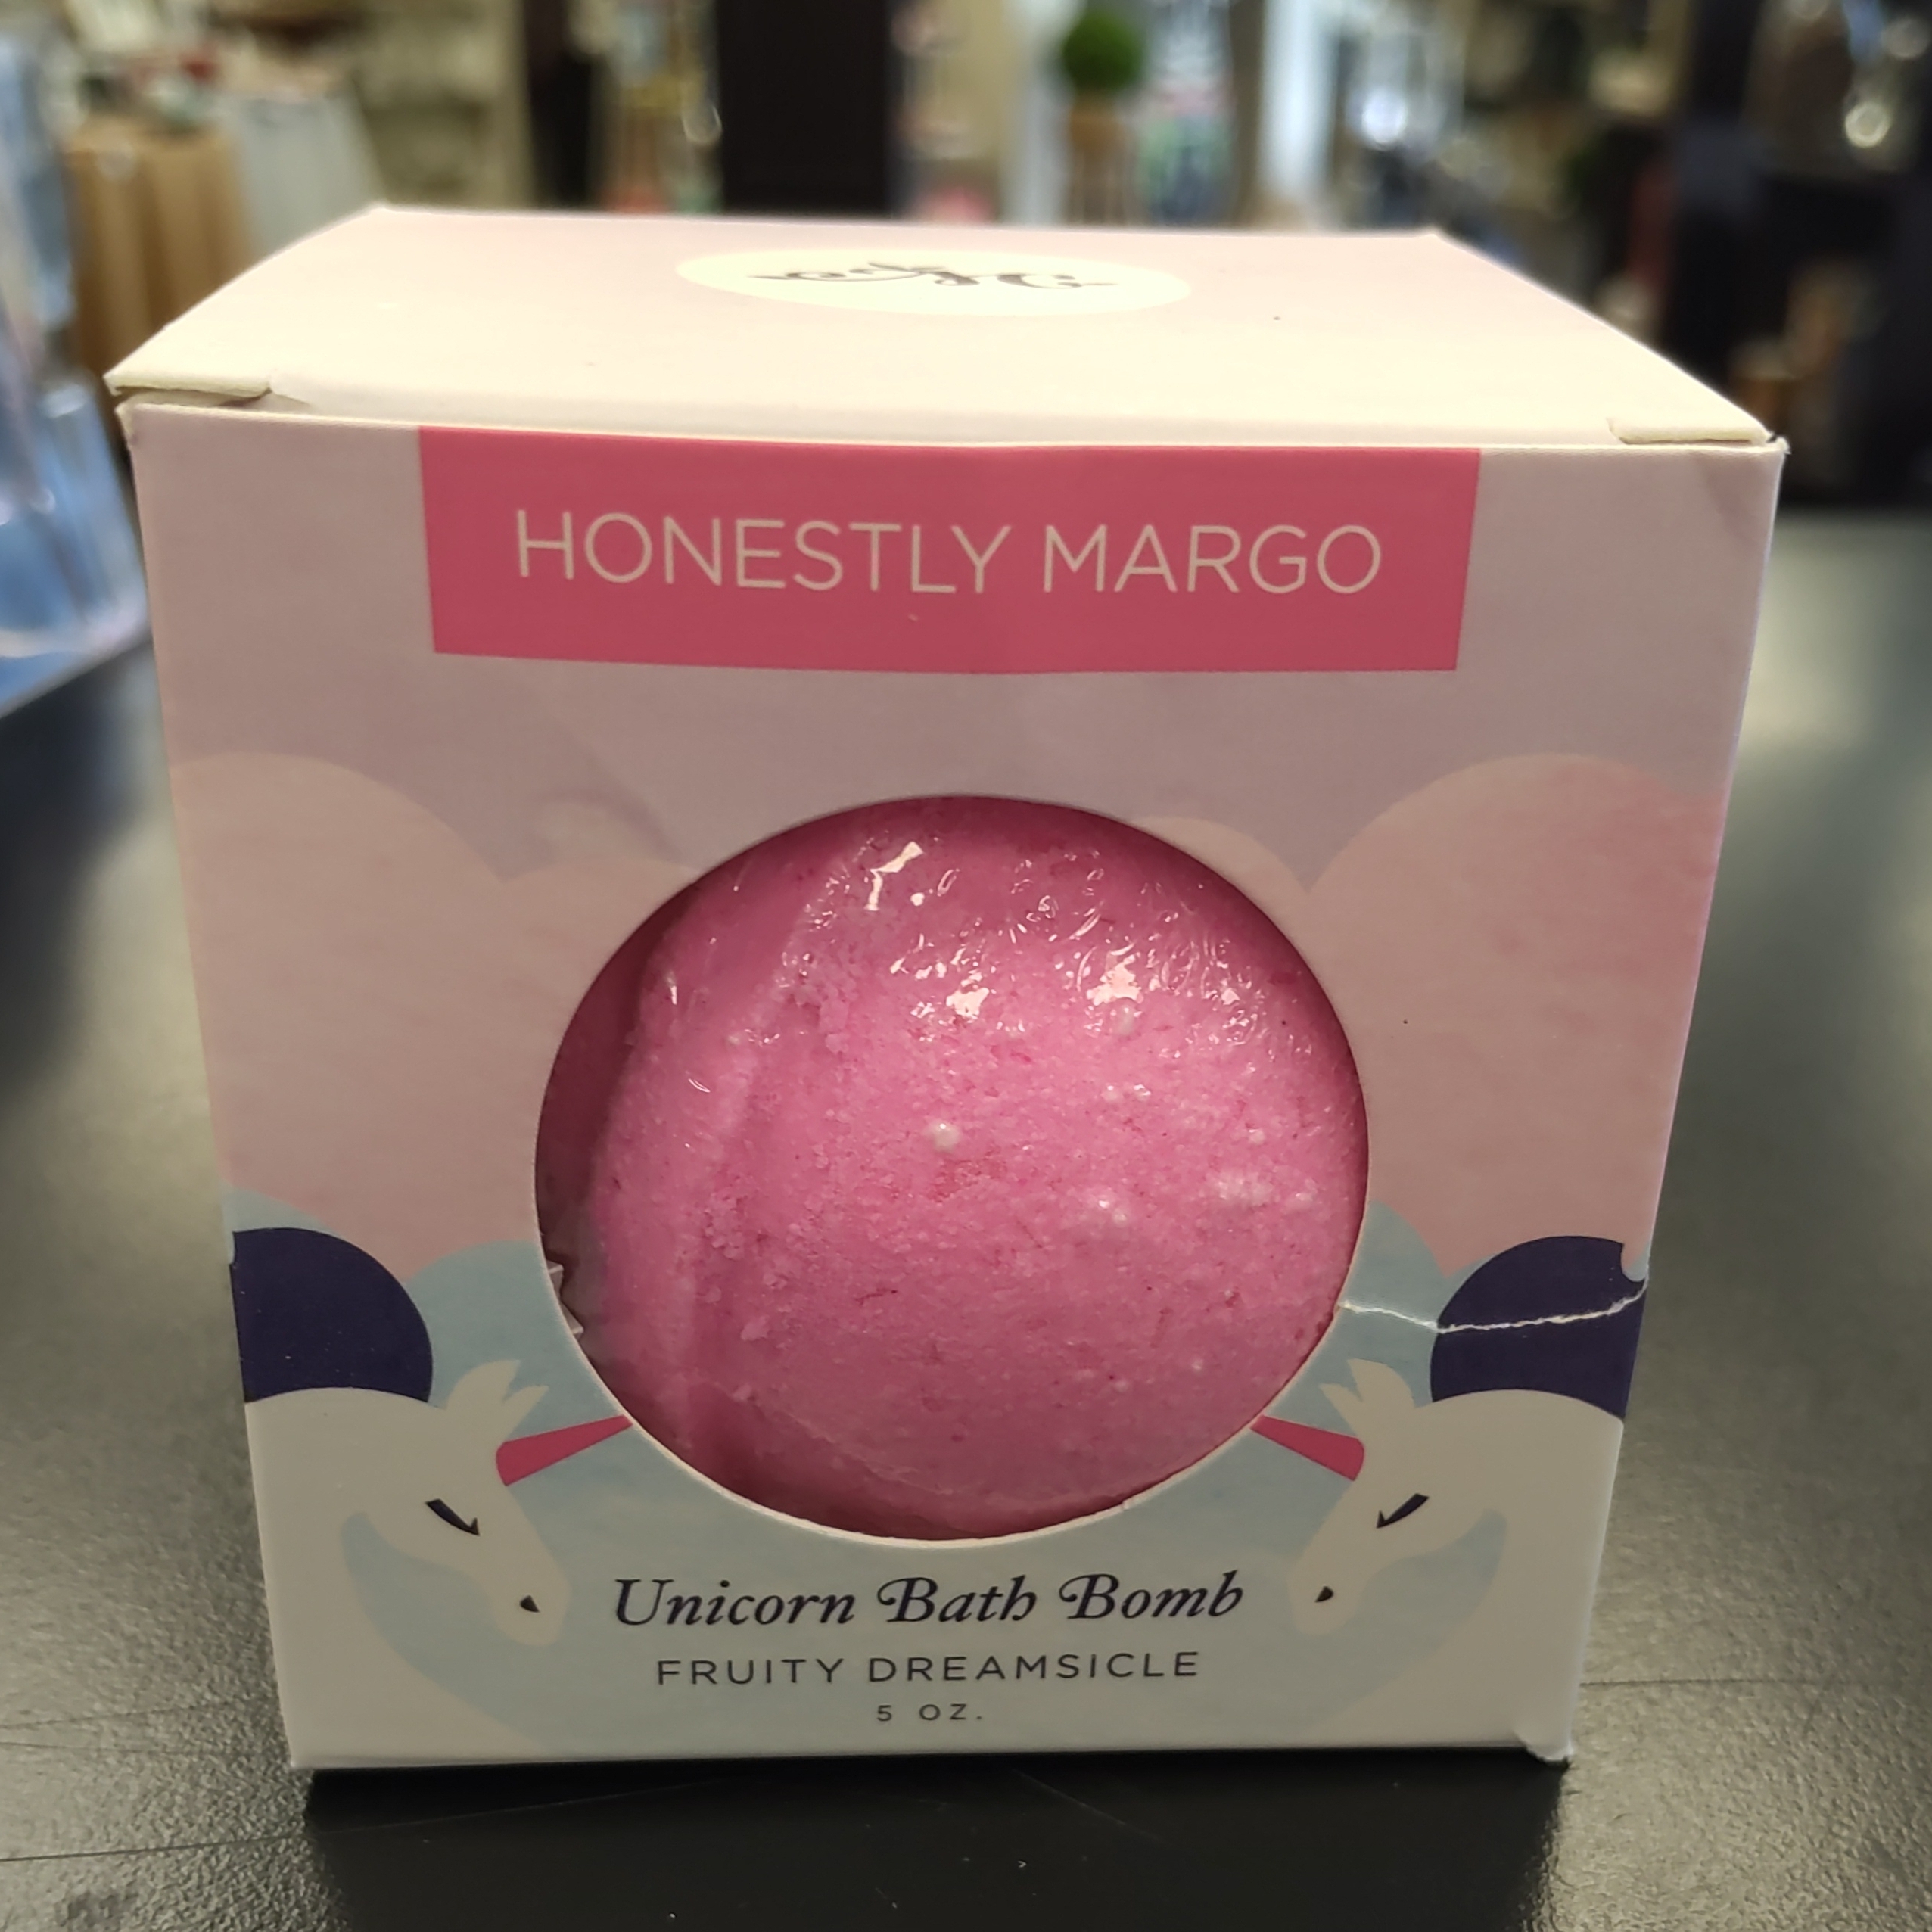 HONESTLY MARGO
Unicorn Bath Bomb
FRUITY DREAMSICLE
5 OZ.